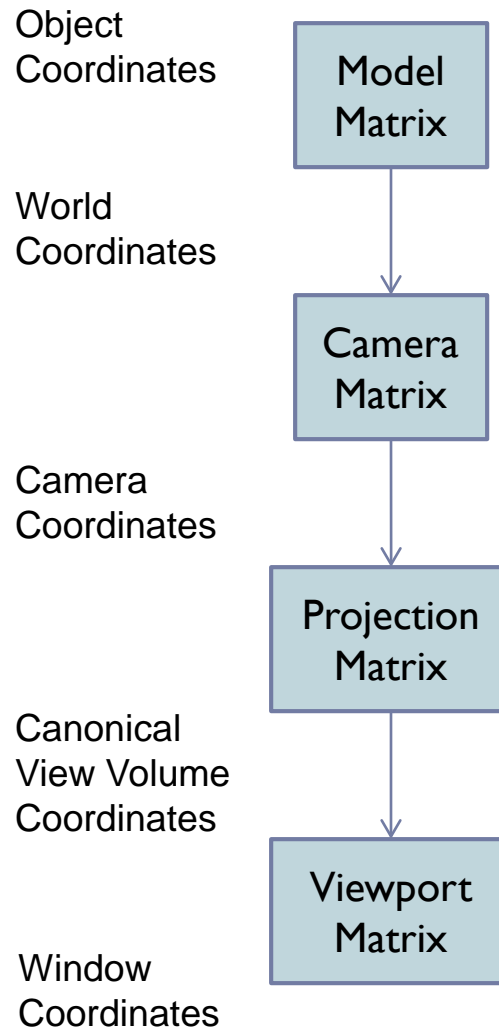 Object
Coordinates
Model
Matrix
World
Coordinates
Camera
Matrix
Camera
Coordinates
Projection
Matrix
Canonical
View Volume
Coordinates
Viewport
Matrix
Window
Coordinates